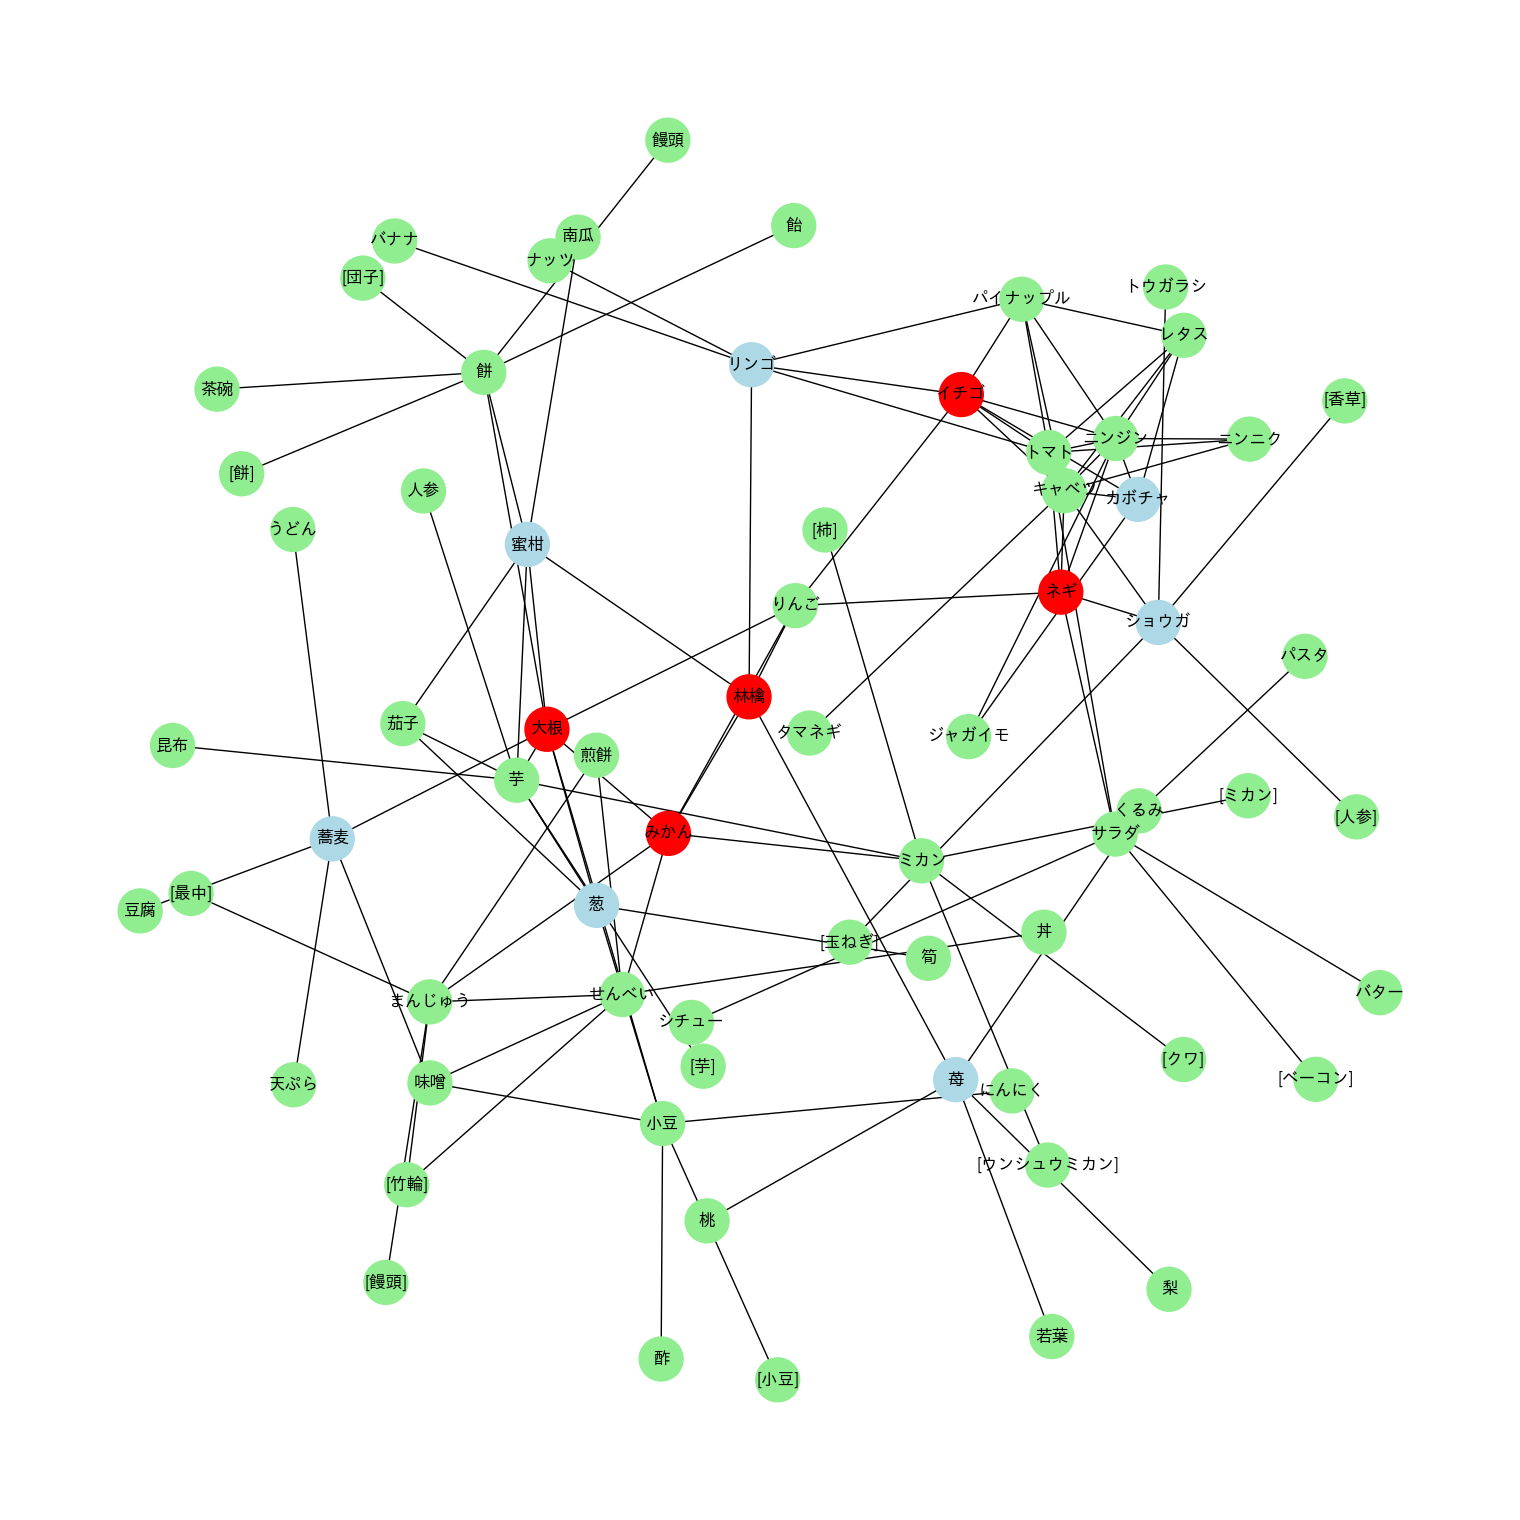 饅頭
飴
南瓜
バナナ
ナッツ
[団子]
トウガラシ
パイナップル
レタス
リンゴ
餅
茶碗
イチゴ
[香草]
ニンジン
ニンニク
トマト
[餅]
キャベツ
人参
カボチャ
うどん
[柿]
蜜柑
ネギ
りんご
ショウガ
パスタ
林檎
茄子
大根
タマネギ
ジャガイモ
昆布
煎餅
芋
[ミカン]
くるみ
[人参]
みかん
サラダ
蕎麦
ミカン
[最中]
葱
豆腐
丼
[玉ねぎ]
筍
バター
せんべい
まんじゅう
シチュー
[クワ]
[芋]
苺
[ベーコン]
味噌
天ぷら
にんにく
小豆
[ウンシュウミカン]
[竹輪]
桃
[饅頭]
梨
若葉
酢
[小豆]